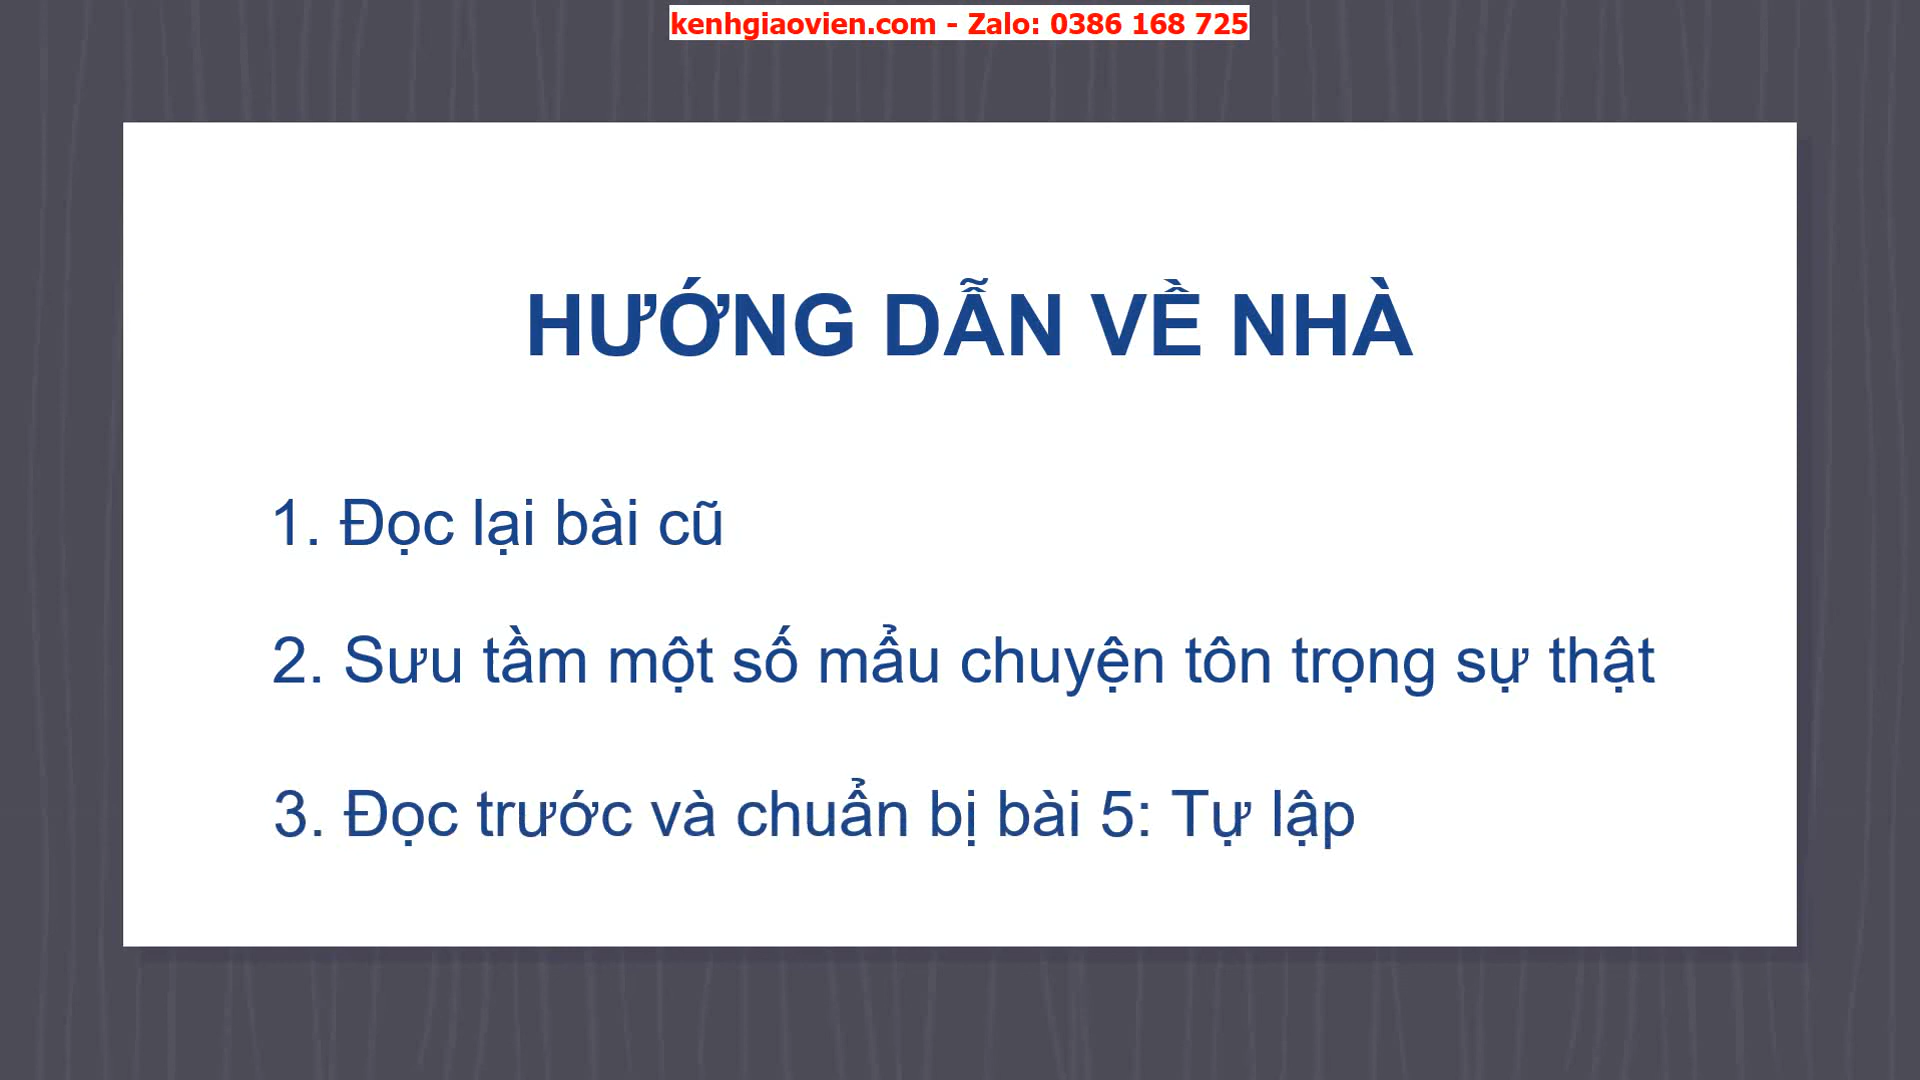 kenhgiaovien.com - Zalo: 0386 168 725
HƯỚNG DẪN VỀ NHÀ
1. Đọc lại bài cũ
2. Sưu tầm một số mẩu chuyện tôn trọng sự thật
3. Đọc trước và chuẩn bị bài 5: Tự lập